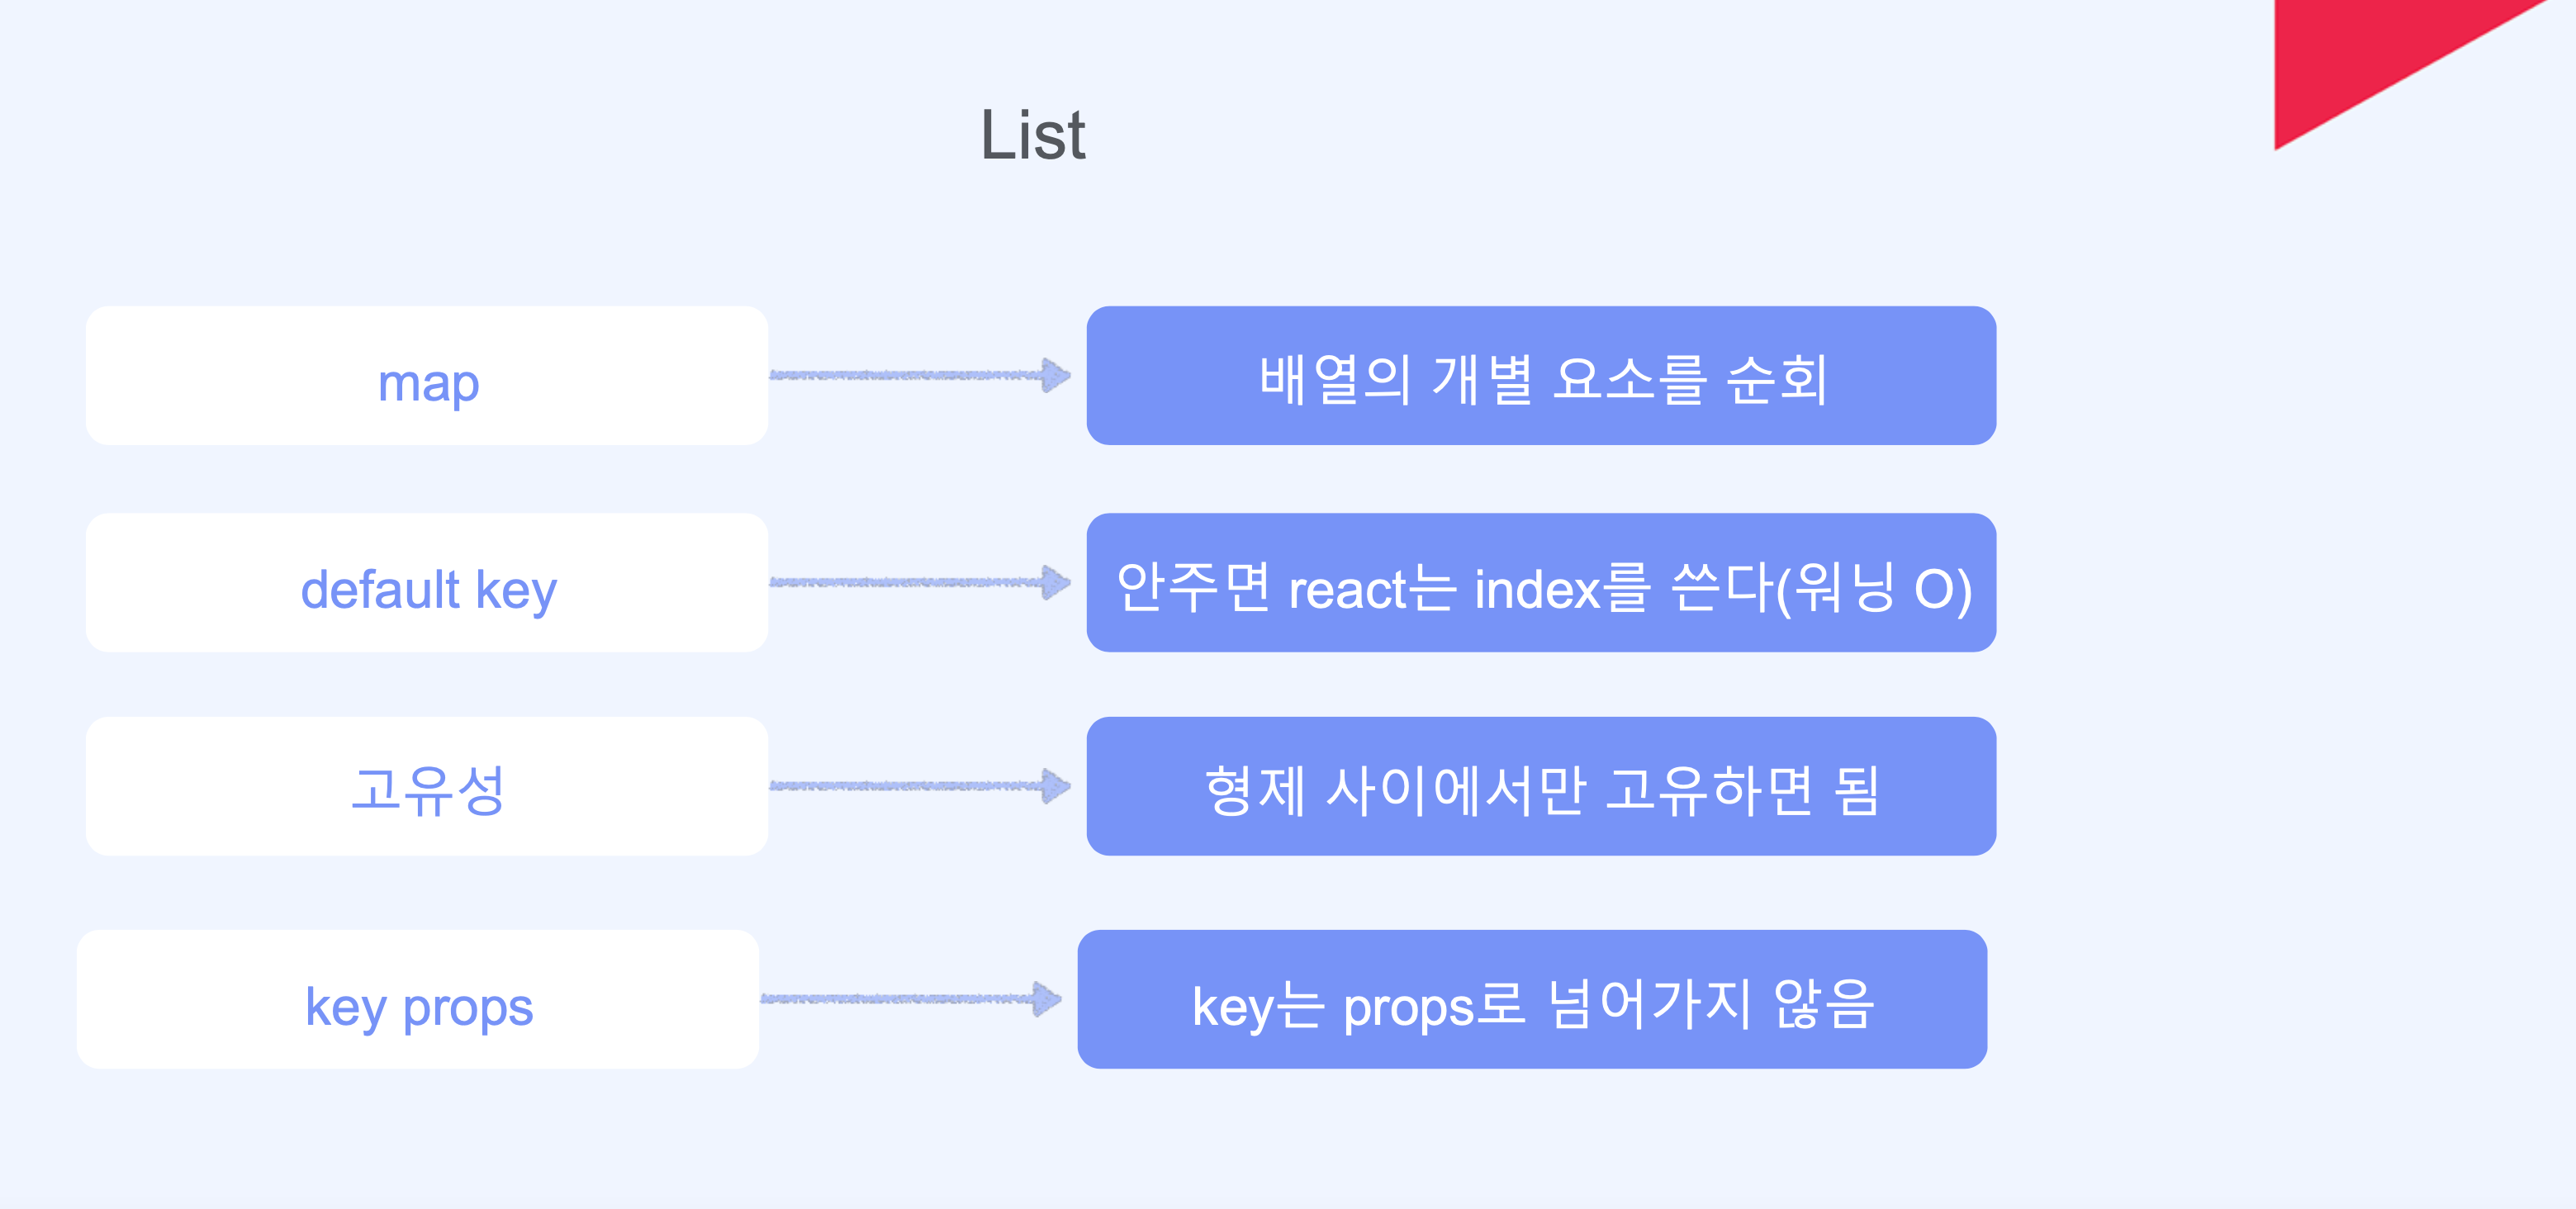 List
map
배열의 개별 요소를 순회
default key
안주면 react는 index를 쓴다(워닝 O)
고유성
형제 사이에서만 고유하면 됨
key props
key는 props로 넘어가지 않음